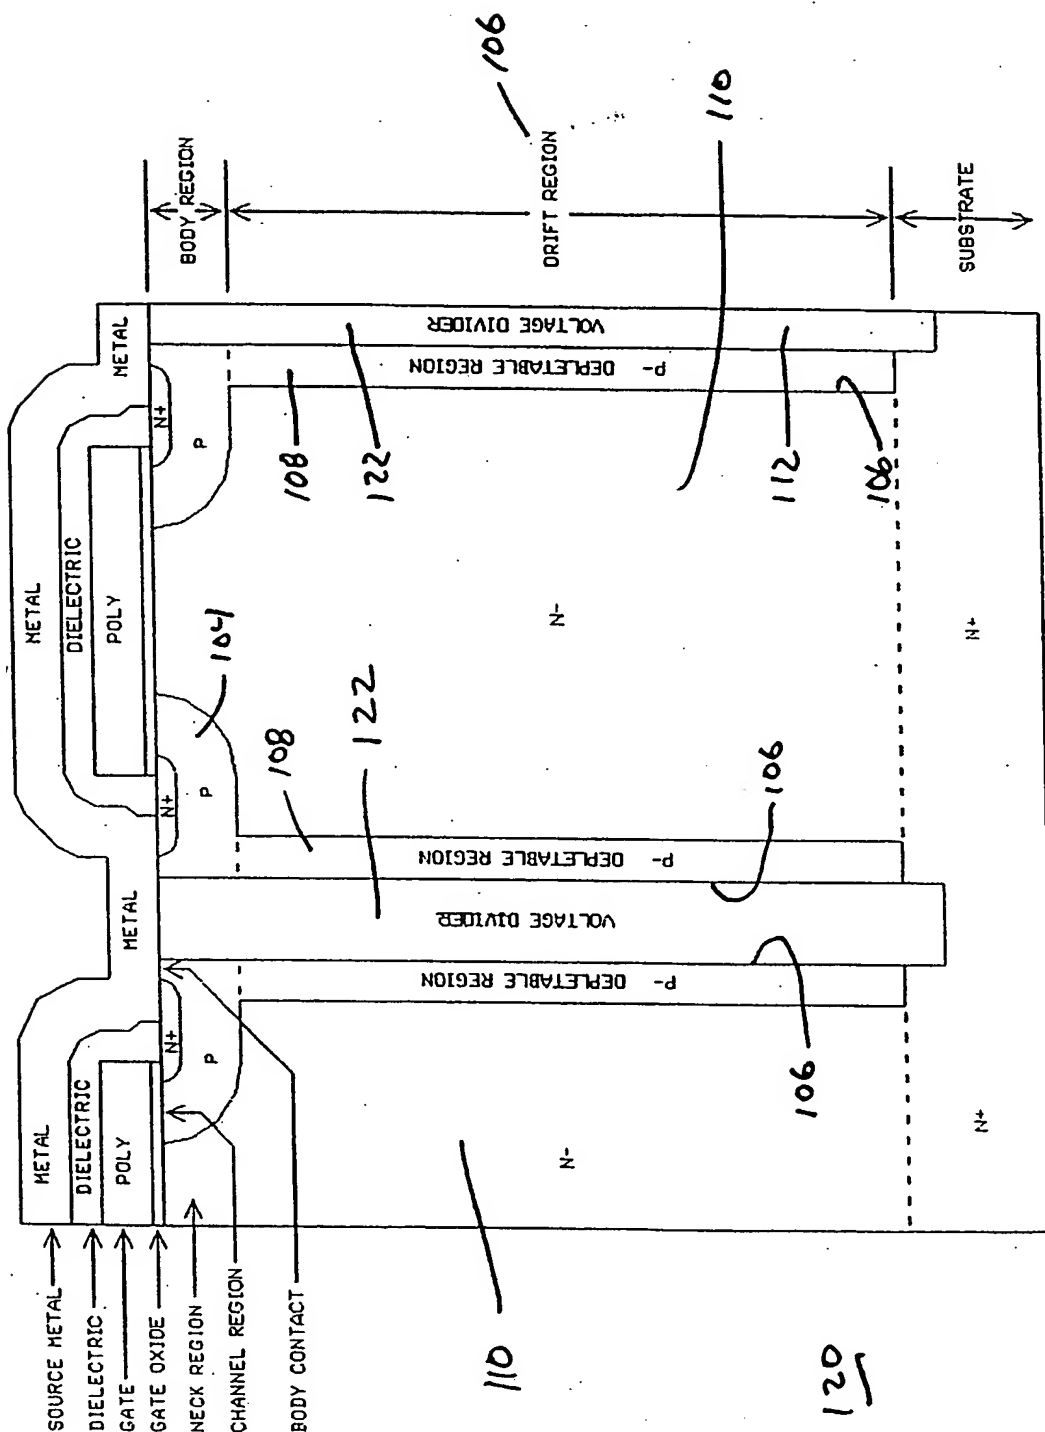 SOURCE METAL
DIELECTRIC
GATE
GATE OXIDE
NECK REGION
CHANNEL REGION
BODY CONTACT
METAL
DIELECTRIC
POLY
N+
P
METAL
METAL
DIELECTRIC
POLY
N+
P
104
N+
P
METAL
BODY REGION
DRIFT REGION
106
SUBSTRATE
110
110
N-
P- DEPLETABLE REGION
VOLTAGE DIVIDER
P- DEPLETABLE REGION
106
106
108
122
N-
P- DEPLETABLE REGION
VOLTAGE DIVIDER
108
122
112
106
N+
N+
120